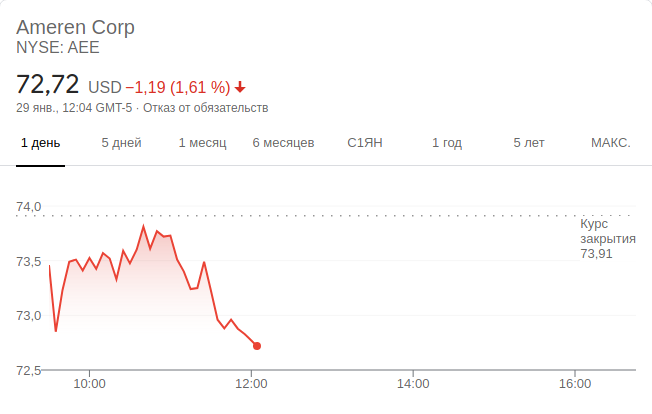 Ameren Corp
NYSE: AEE
72,72 USD −1,19 (1,61 %)
29 янв., 12:04 GMT-5 · Отказ от обязательств
1 день 5 дней 1 месяц 6 месяцев С1ЯН 1 год 5 лет МАКС.
74,0
Курс
закрытия
73,91
73,5
73,0
72,5
10:00 12:00 14:00 16:00